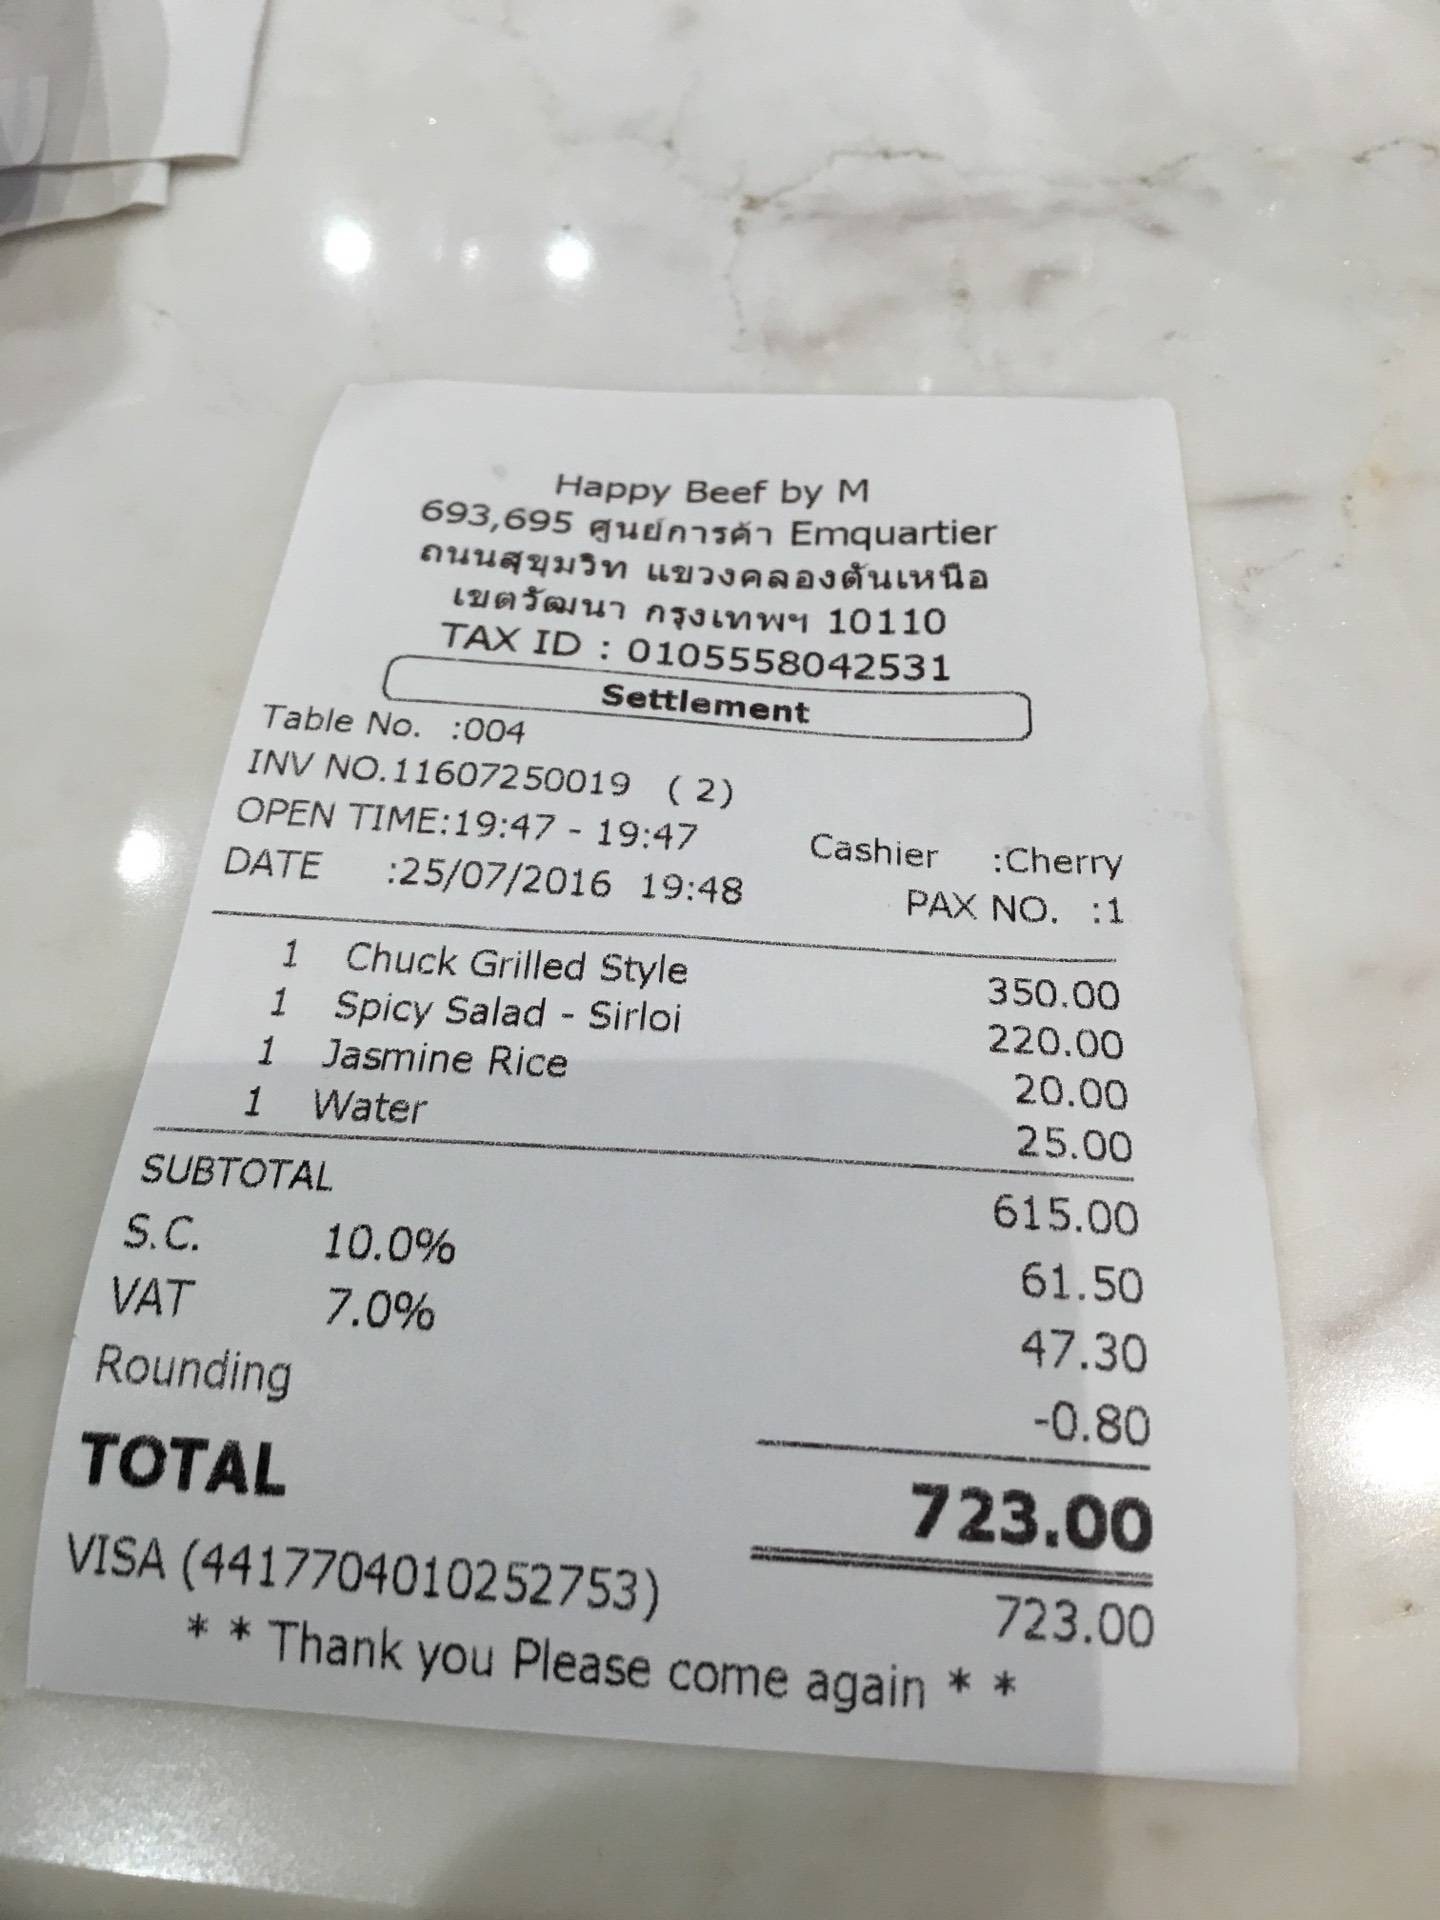 Happy Beef by M
693,695 ศูนย์การค้า Emquartier
ถนนสุขุมวิท แขวงคลองตันเหนือ
เขตวัฒนา กรุงเทพฯ 10110
TAX ID : 0105558042531
Settlement
Table No. :004
INV NO.11607250019 ( 2)
OPEN TIME:19:47 - 19:47 Cashier :Cherry
DATE :25/07/2016 19:48 PAX NO. :1
1 Chuck Grilled Style 350.00
1 Spicy Salad - Sirloi 220.00
1 Jasmine Rice 20.00
1 Water 25.00
SUBTOTAL 615.00
S.C. 10.0% 61.50
VAT 7.0% 47.30
Rounding -0.80
TOTAL 723.00
VISA (4417704010252753) 723.00
* * Thank you Please come again * *